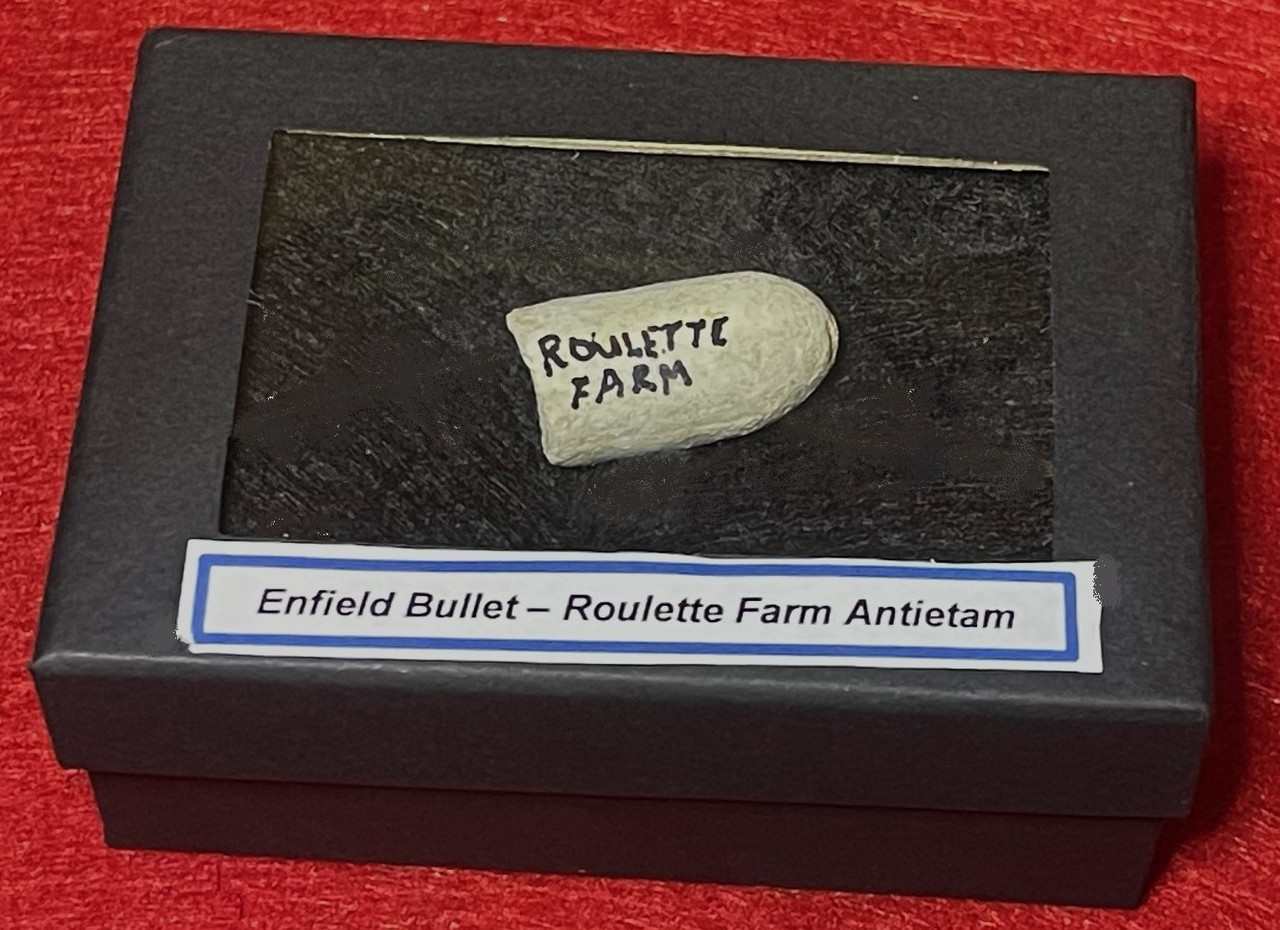 ROULETTE
FARM
Enfield Bullet – Roulette Farm Antietam